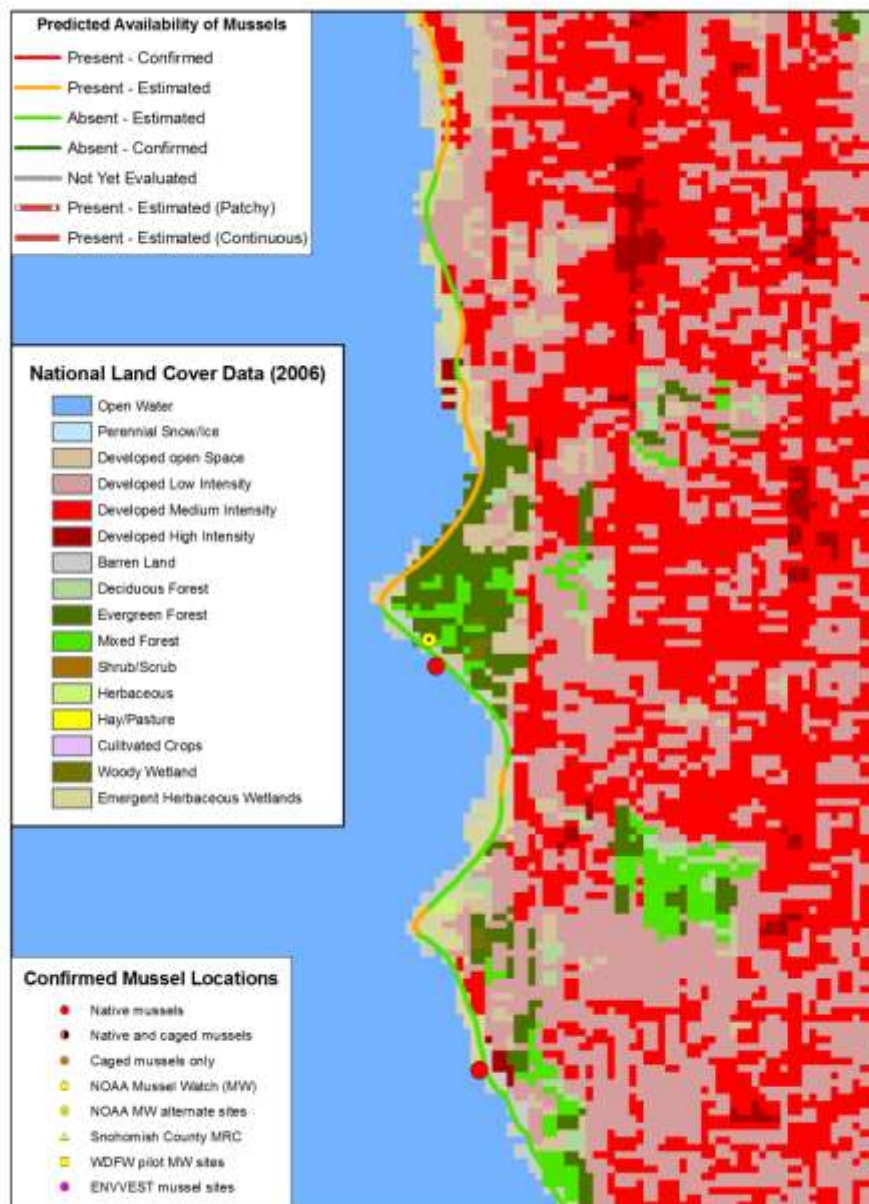 Predicted Availability of Mussels
Present - Confirmed
Present - Estimated
Absent - Estimated
Absent - Confirmed
Not Yet Evaluated
Present - Estimated (Patchy)
Present - Estimated (Continuous)
National Land Cover Data (2006)
Open Water
Perennial Snow/Ice
Developed open Space
Developed Low Intensity
Developed Medium Intensity
Developed High Intensity
Barren Land
Deciduous Forest
Evergreen Forest
Mixed Forest
Shrub/Scrub
Herbaceous
Hay/Pasture
Cultivated Crops
Woody Wetland
Emergent Herbaceous Wetlands
Confirmed Mussel Locations
Native mussels
Native and caged mussels
Caged mussels only
NOAA Mussel Watch (MW)
NOAA MW alternate sites
Snohomish County MRC
WDFW pilot MW sites
ENVVEST mussel sites